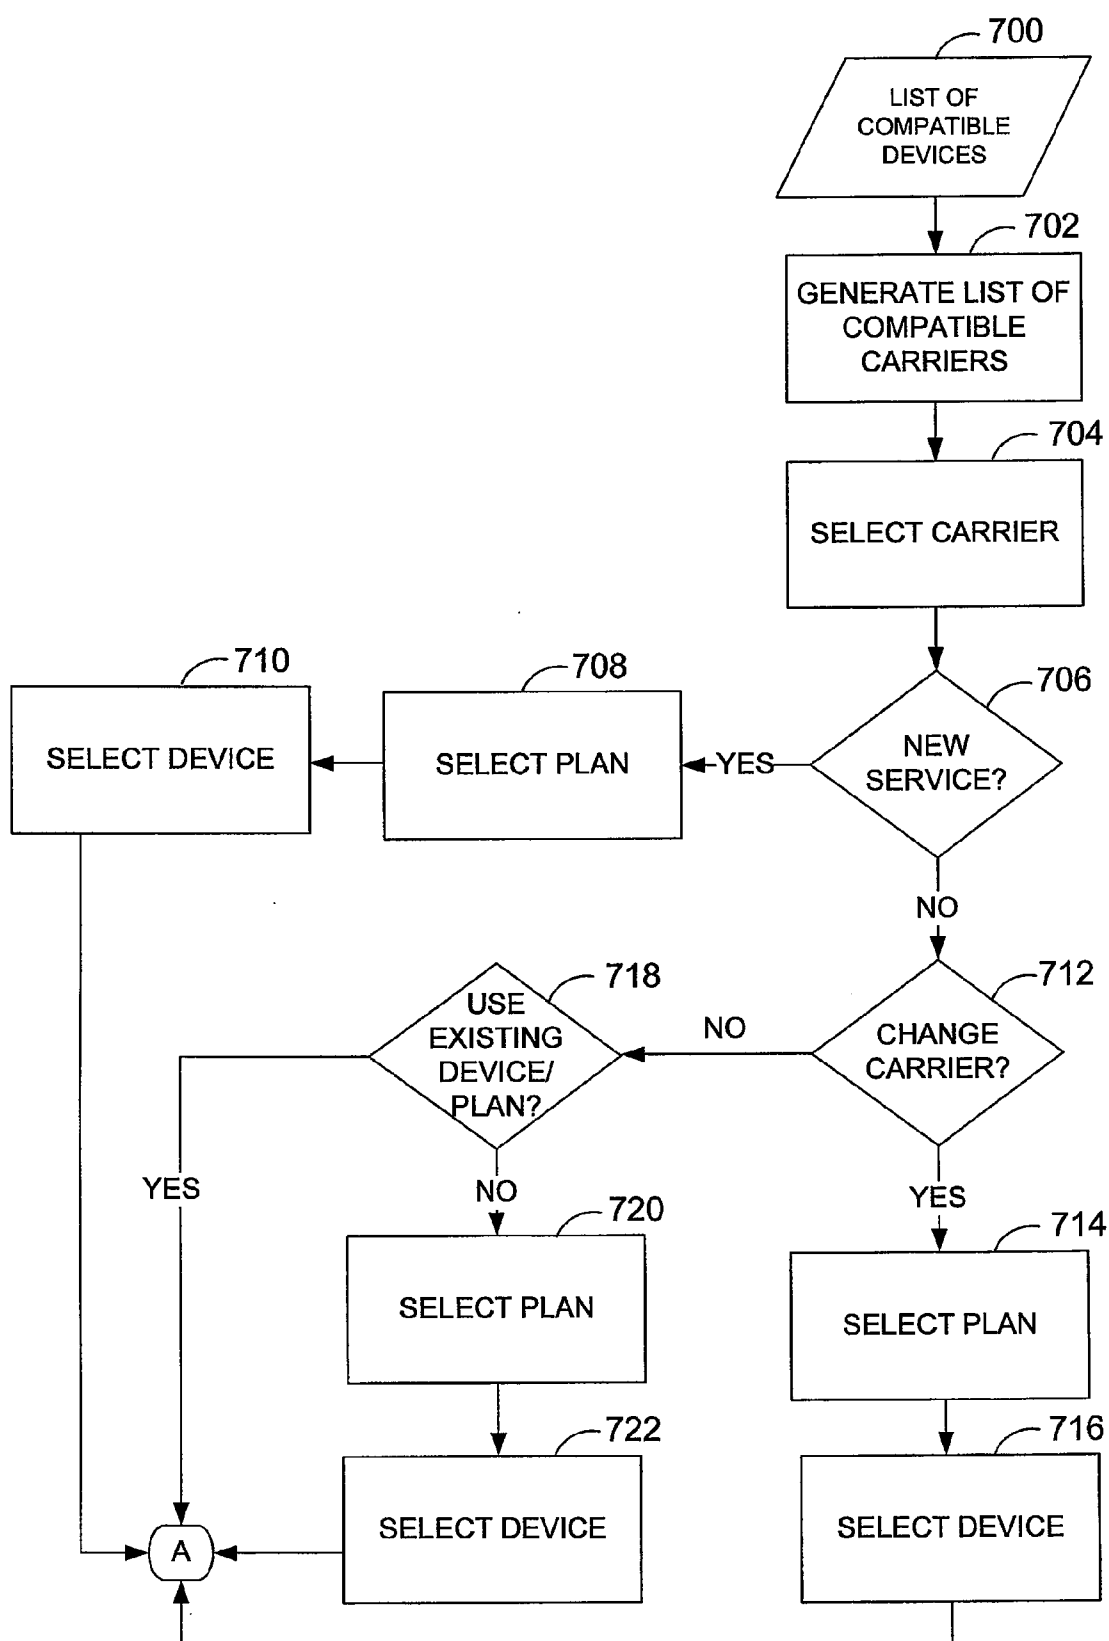 700
LIST OF
COMPATIBLE
DEVICES
702
GENERATE LIST OF
COMPATIBLE
CARRIERS
704
SELECT CARRIER
706
NEW
SERVICE?
YES
708
SELECT PLAN
710
SELECT DEVICE
NO
712
CHANGE
CARRIER?
NO
718
USE
EXISTING
DEVICE/
PLAN?
YES
NO
YES
720
SELECT PLAN
714
SELECT PLAN
722
SELECT DEVICE
716
SELECT DEVICE
A